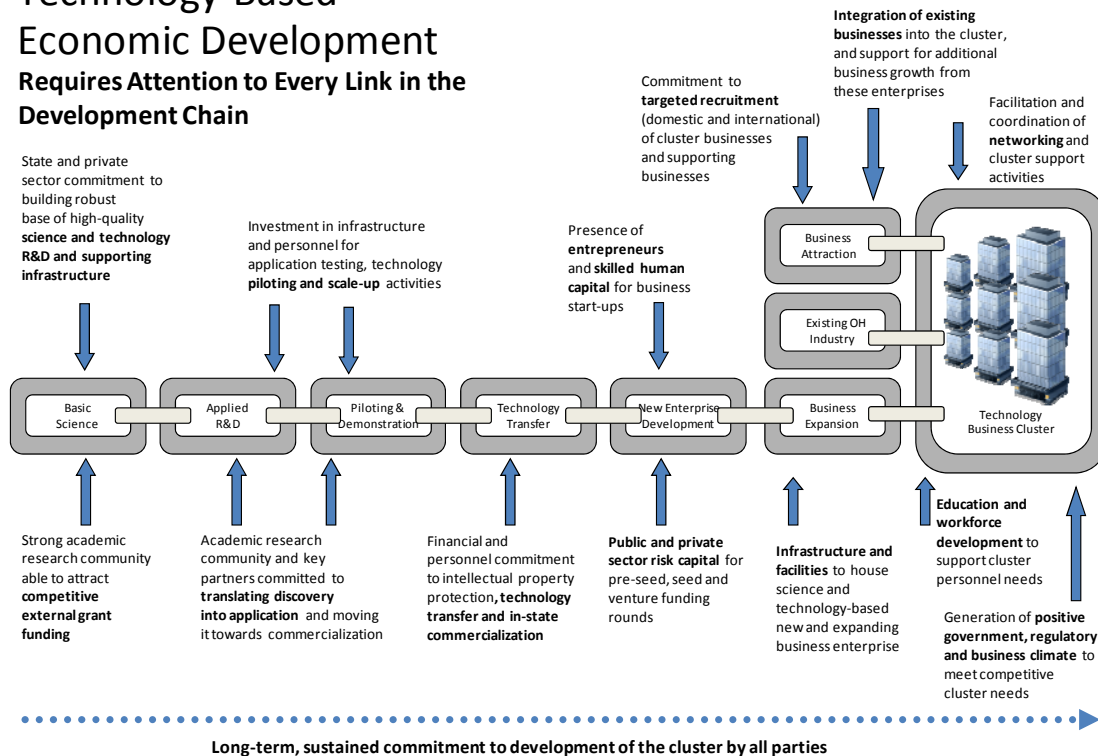 Technology-Based
Economic Development
Requires Attention to Every Link in the
Development Chain
State and private
sector commitment to
building robust
base of high-quality
science and technology
R&D and supporting
infrastructure
Investment in infrastructure
and personnel for
application testing, technology
piloting and scale-up activities
Presence of
entrepreneurs
and skilled human
capital for business
start-ups
Commitment to
targeted recruitment
(domestic and international)
of cluster businesses
and supporting
businesses
Integration of existing
businesses into the cluster,
and support for additional
business growth from
these enterprises
Facilitation and
coordination of
networking and
cluster support
activities
Business
Attraction
Existing OH
Industry
Basic
Science
Applied
R&D
Piloting &
Demonstration
Technology
Transfer
New Enterprise
Development
Business
Expansion
Technology
Business Cluster
Strong academic
research community
able to attract
competitive
external grant
funding
Academic research
community and key
partners committed to
translating discovery
into application and moving
it towards commercialization
Financial and
personnel commitment
to intellectual property
protection, technology
transfer and in-state
commercialization
Public and private
sector risk capital for
pre-seed, seed and
venture funding
rounds
Infrastructure and
facilities to house
science and
technology-based
new and expanding
business enterprise
Education and
workforce
development to
support cluster
personnel needs
Generation of positive
government, regulatory
and business climate to
meet competitive
cluster needs
Long-term, sustained commitment to development of the cluster by all parties